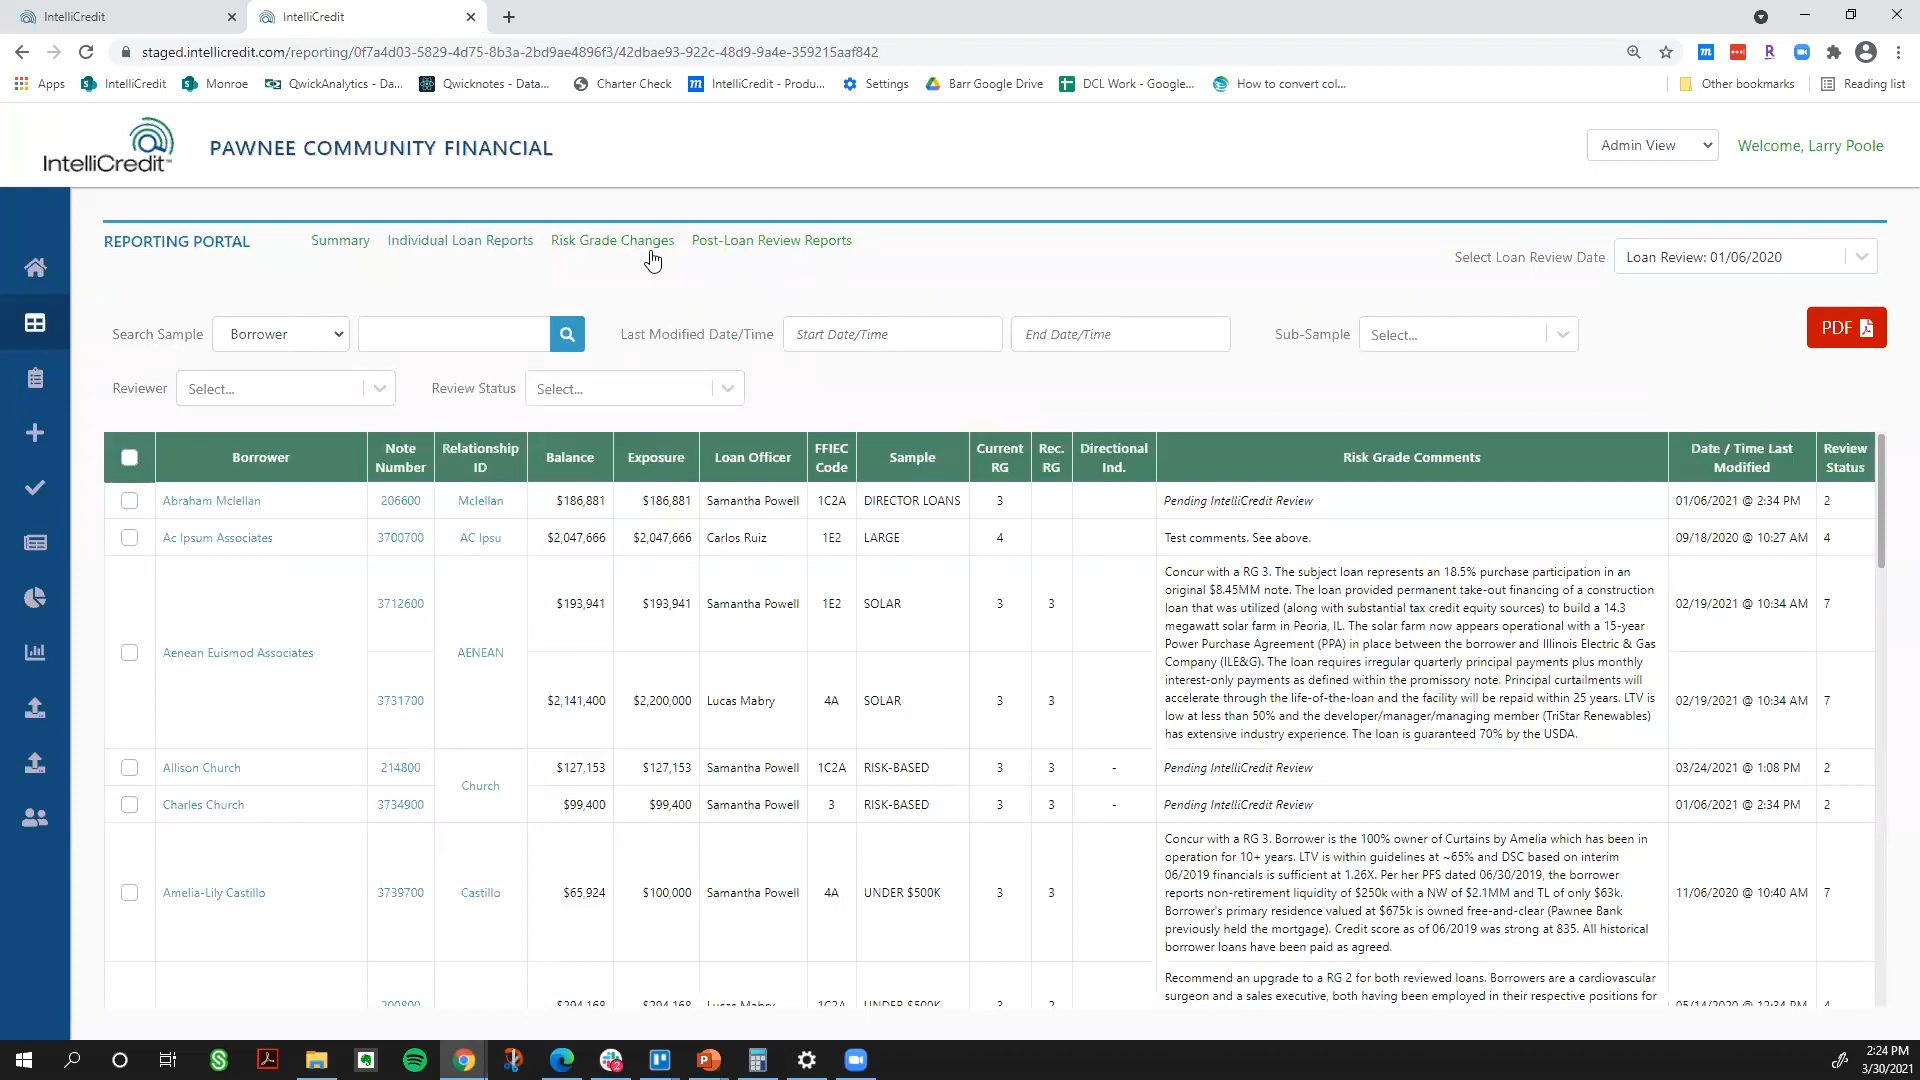 IntelliCredit
IntelliCredit
staged.intellicredit.com/reporting/0f7a4d03-5829-4d75-8b3a-2bd9ae4896f3/42dbae93-922c-48d9-9a4e-359215aaf842
Apps IntelliCredit Monroe QwickAnalytics - Da... Qwicknotes - Data... Charter Check IntelliCredit - Produ... Settings Barr Google Drive DCL Work - Google... How to convert col... Other bookmarks Reading list
IntelliCredit™ PAWNEE COMMUNITY FINANCIAL Admin View Welcome, Larry Poole
REPORTING PORTAL Summary Individual Loan Reports Risk Grade Changes Post-Loan Review Reports
Select Loan Review Date Loan Review: 01/06/2020
Search Sample Borrower Last Modified Date/Time Start Date/Time End Date/Time Sub-Sample Select... PDF
Reviewer Select... Review Status Select...
Borrower Note Number Relationship ID Balance Exposure Loan Officer FFIEC Code Sample Current RG Rec. RG Directional Ind. Risk Grade Comments Date / Time Last Modified Review Status
Abraham Mclellan 206600 Mclellan $186,881 $186,881 Samantha Powell 1C2A DIRECTOR LOANS 3 Pending IntelliCredit Review 01/06/2021 @ 2:34 PM 2
Ac Ipsum Associates 3700700 AC Ipsu $2,047,666 $2,047,666 Carlos Ruiz 1E2 LARGE 4 Test comments. See above. 09/18/2020 @ 10:27 AM 4
Aenean Euismod Associates AENEAN
3712600 $193,941 $193,941 Samantha Powell 1E2 SOLAR 3 3 02/19/2020 @ 10:34 AM 7
3731700 $2,141,400 $2,200,000 Lucas Mabry 4A SOLAR 3 3 02/19/2020 @ 10:34 AM 7
Concur with a RG 3. The subject loan represents an 18.5% purchase participation in an
original $8.45MM note. The loan provided permanent take-out financing of a construction
loan that was utilized (along with substantial tax credit equity sources) to build a 14.3
megawatt solar farm in Peoria, IL. The solar farm now appears operational with a 15-year
Power Purchase Agreement (PPA) in place between the borrower and Illinois Electric & Gas
Company (ILE&G). The loan requires irregular quarterly principal payments plus monthly
interest-only payments as defined within the promissory note. Principal curtailments will
accelerate through the life-of-the-loan and the facility will be repaid within 25 years. LTV is
low at less than 50% and the developer/manager/managing member (TriStar Renewables)
has extensive industry experience. The loan is guaranteed 70% by the USDA.
Allison Church 214800 Church $127,153 $127,153 Samantha Powell 1C2A RISK-BASED 3 3 - Pending IntelliCredit Review 03/24/2021 @ 1:08 PM 2
Charles Church 3734900 $99,400 $99,400 Samantha Powell 3 RISK-BASED 3 3 - Pending IntelliCredit Review 01/06/2021 @ 2:34 PM 2
Amelia-Lily Castillo 3739700 Castillo $65,924 $100,000 Samantha Powell 4A UNDER $500K 3 3 11/06/2020 @ 10:40 AM 7
Concur with a RG 3. Borrower is the 100% owner of Curtains by Amelia which has been in
operation for 10+ years. LTV is within guidelines at ~65% and DSC based on interim
06/2019 financials is sufficient at 1.26X. Per her PFS dated 06/30/2019, the borrower
reports non-retirement liquidity of $250k with a NW of $2.1MM and TL of only $63k.
Borrower's primary residence valued at $675k is owned free-and-clear (Pawnee Bank
previously held the mortgage). Credit score as of 06/2019 was strong at 835. All historical
borrower loans have been paid as agreed.
Recommend an upgrade to a RG 2 for both reviewed loans. Borrowers are a cardiovascular
surgeon and a sales executive, both having been employed in their respective positions for
2:24 PM
3/30/2021